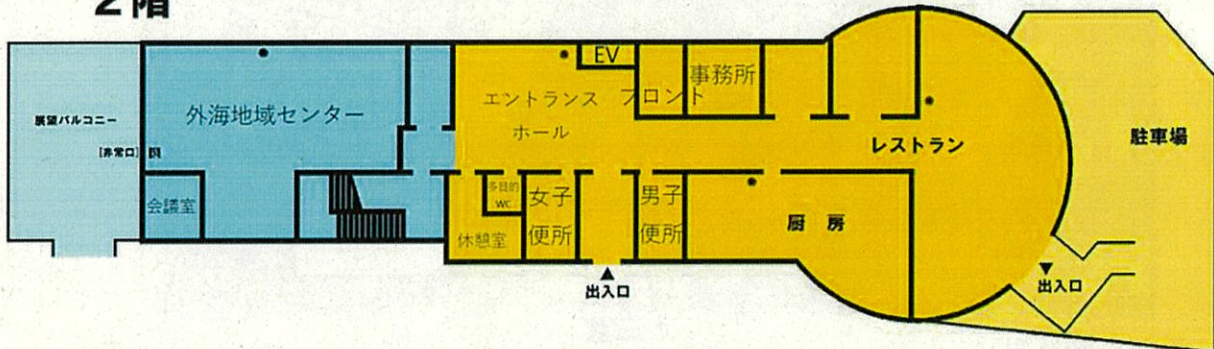 2階
EV
事務所
エントランス
ホール
フロント
外海地域センター
展望バルコニー
[非常口]
会議室
レストラン
駐車場
多目的
WC
女子
便所
男子
便所
休憩室
厨 房
出入口
出入口